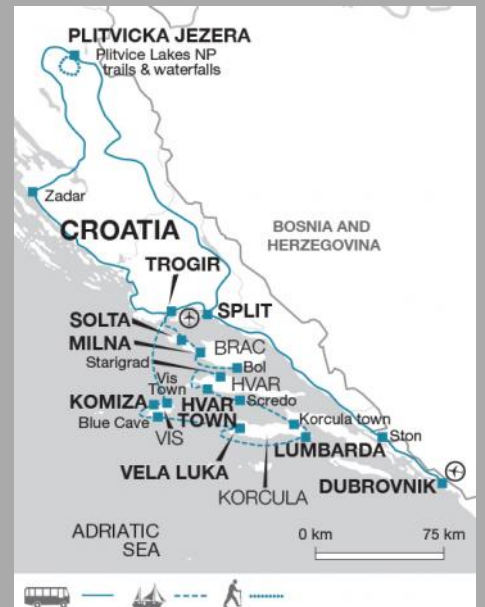 PLITVICKA JEZERA
Plitvice Lakes NP
trails & waterfalls
Zadar
CROATIA
BOSNIA AND
HERZEGOVINA
TROGIR
SPLIT
SOLTA
MILNA
BRAC
Starigrad
Bol
Vis
Town
HVAR
KOMIZA
HVAR
TOWN
Scredo
Blue Cave
VIS
Korcula town
Ston
LUMBARDA
VELA LUKA
KORCULA
DUBROVNIK
ADRIATIC
SEA
0 km
75 km